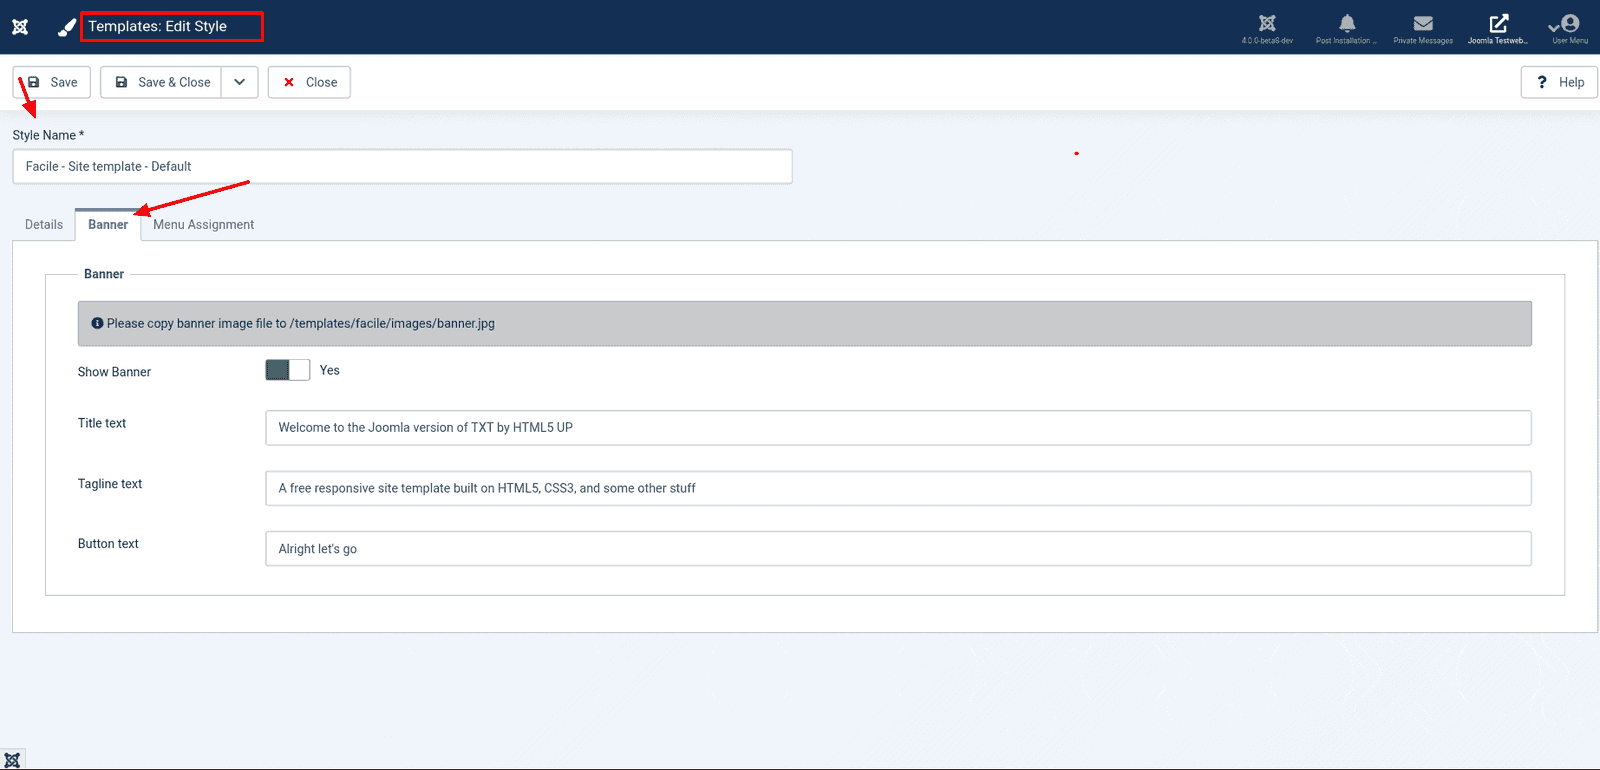 Templates: Edit Style
4.0.0-beta6-dev
Post Installation ...
Private Messages
Joomla Testweb...
User Menu
Save
Save & Close
Close
? Help
Style Name *
Facile - Site template - Default
Details
Banner
Menu Assignment
Banner
Please copy banner image file to /templates/facile/images/banner.jpg
Show Banner
Yes
Title text
Welcome to the Joomla version of TXT by HTML5 UP
Tagline text
A free responsive site template built on HTML5, CSS3, and some other stuff
Button text
Alright let's go